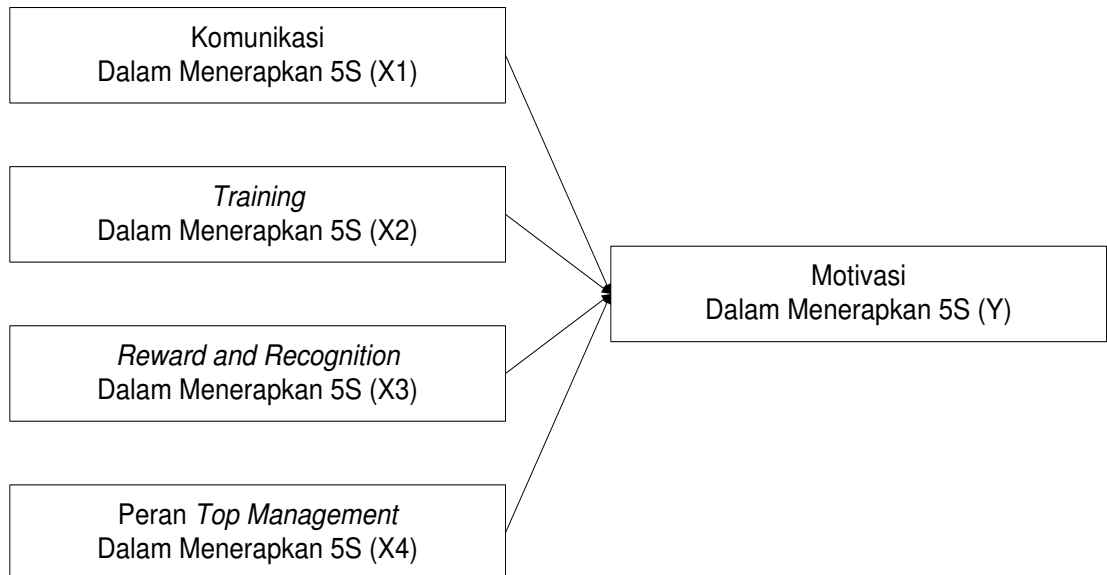 Komunikasi
Dalam Menerapkan 5S (X1)
Training
Dalam Menerapkan 5S (X2)
Reward and Recognition
Dalam Menerapkan 5S (X3)
Peran Top Management
Dalam Menerapkan 5S (X4)
Motivasi
Dalam Menerapkan 5S (Y)